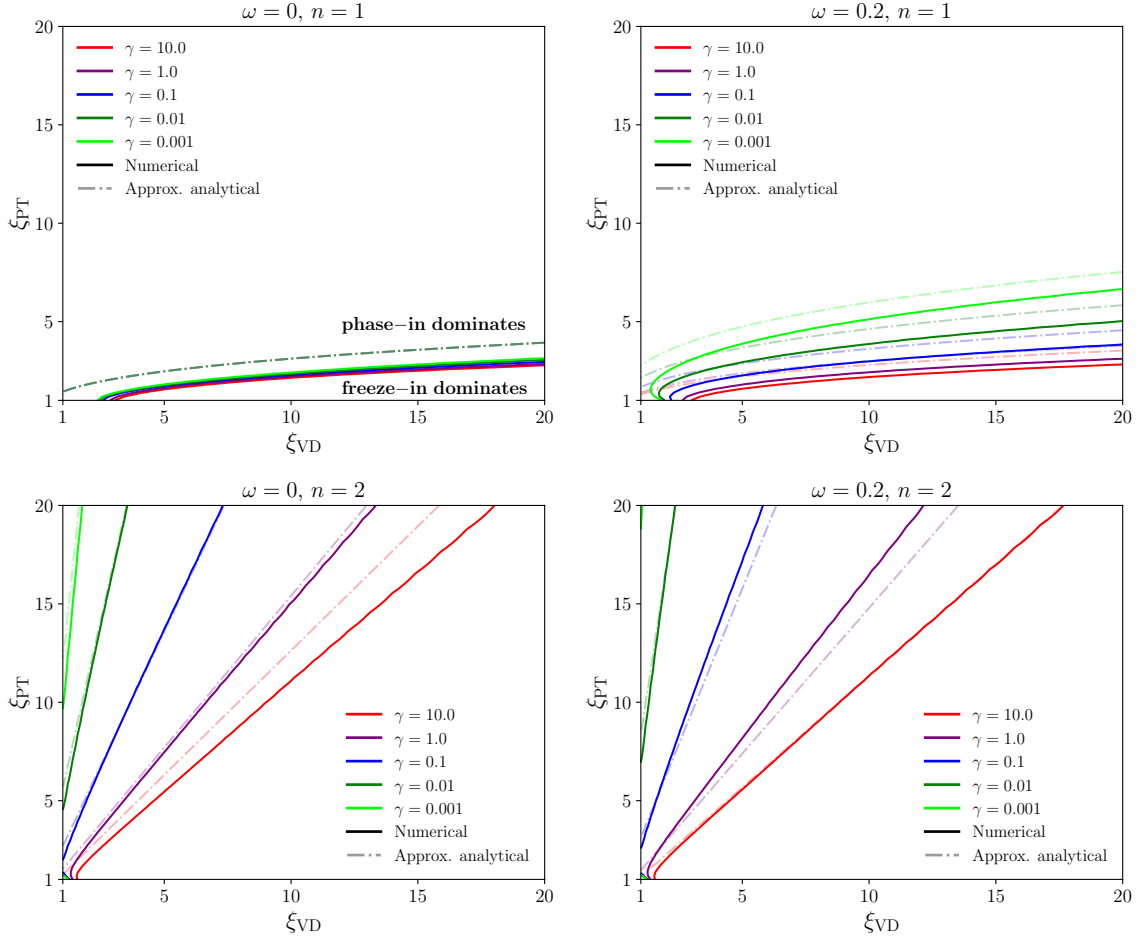 ω = 0, n = 1
20
15
10
5
1
ξPT
γ = 10.0
γ = 1.0
γ = 0.1
γ = 0.01
γ = 0.001
Numerical
Approx. analytical
phase−in dominates
freeze−in dominates
1 5 10 15 20
ξVD
ω = 0.2, n = 1
20
15
10
5
1
ξPT
γ = 10.0
γ = 1.0
γ = 0.1
γ = 0.01
γ = 0.001
Numerical
Approx. analytical
1 5 10 15 20
ξVD
ω = 0, n = 2
20
15
10
5
1
ξPT
γ = 10.0
γ = 1.0
γ = 0.1
γ = 0.01
γ = 0.001
Numerical
Approx. analytical
1 5 10 15 20
ξVD
ω = 0.2, n = 2
20
15
10
5
1
ξPT
γ = 10.0
γ = 1.0
γ = 0.1
γ = 0.01
γ = 0.001
Numerical
Approx. analytical
1 5 10 15 20
ξVD